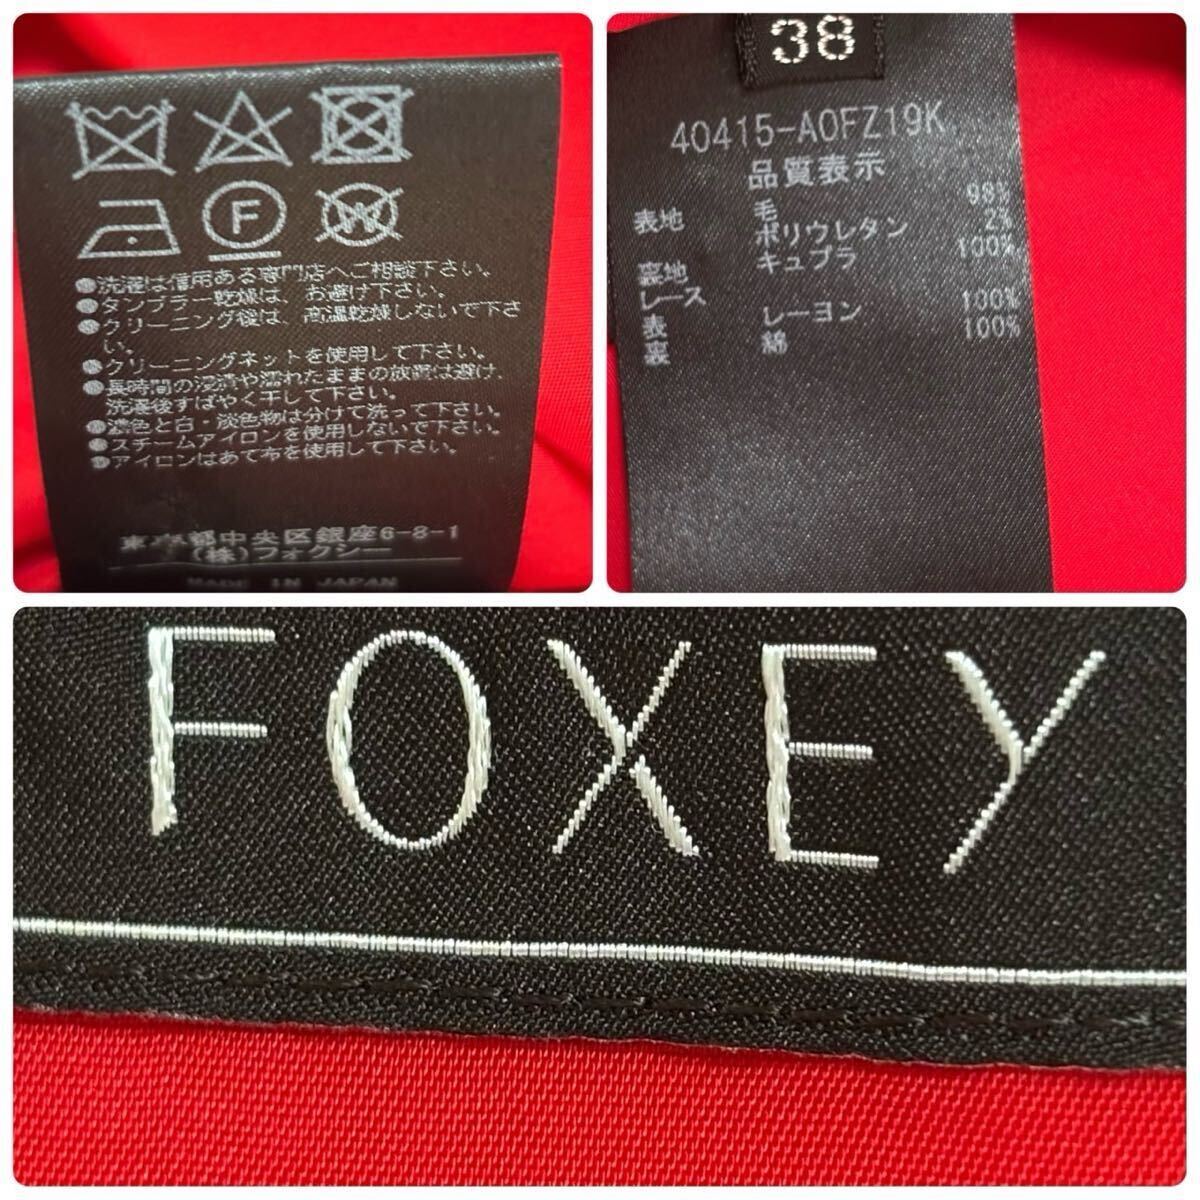 F
W
●洗濯は信用ある専門店へご相談下さい。
●タンブラー乾燥は、お避け下さい。
●クリーニング後は、高温乾燥しないで下さ
い。
●クリーニングネットを使用して下さい。
●長時間の浸漬や濡れたままの放置は避け、
洗濯後すばやく干して下さい。
●濃色と白・淡色物は分けて洗って下さい。
●スチームアイロンを使用しないで下さい。
●アイロンはあて布を使用して下さい。
東京都中央区銀座6-8-1
(株)フォクシー
MADE IN JAPAN
38
40415-A0FZ19K
品質表示
表地 毛 98%
ポリウレタン 2%
裏地 キュプラ 100%
レース
表 レーヨン 100%
裏 綿 100%
FOXEY